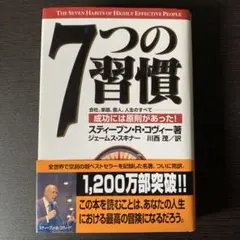 THE SEVEN HABITS OF HIGHLY EFFECTIVE PEOPLE
7つの
習慣
会社、家庭、個人、人生のすべて
成功には原則があった!
スティーブン・R・コヴィー著
ジェームス・スキナー 川西 茂/訳
全世界で空前の超ベストセラーを記録した名著、ついに邦訳。
1,200万部突破!!
この本を読むことは、あなたの人生
における最高の冒険になるだろう。